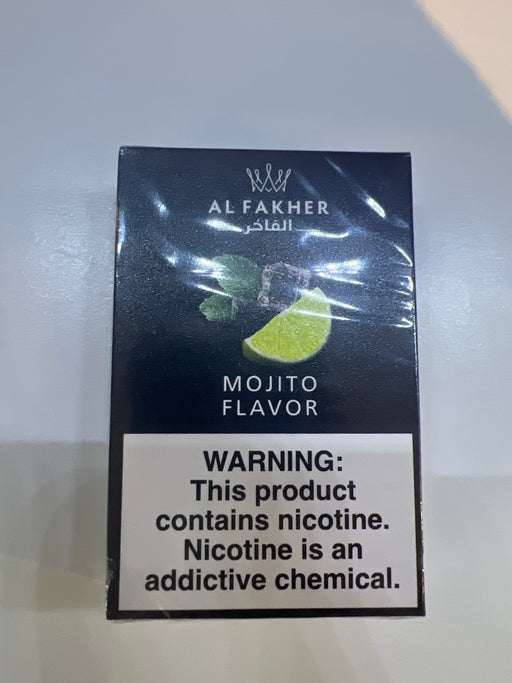 AL FAKHER
الفاخر
MOJITO
FLAVOR
WARNING:
This product
contains nicotine.
Nicotine is an
addictive chemical.